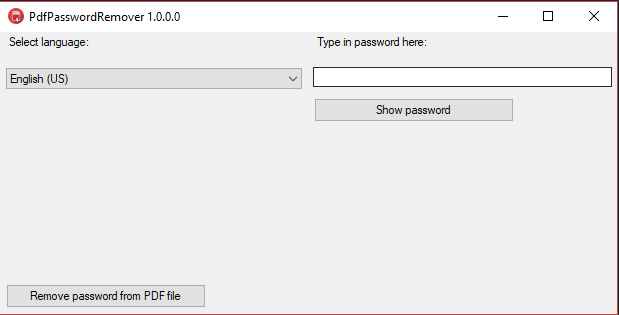 PdfPasswordRemover 1.0.0.0
Select language:
Type in password here:
English (US)
Show password
Remove password from PDF file